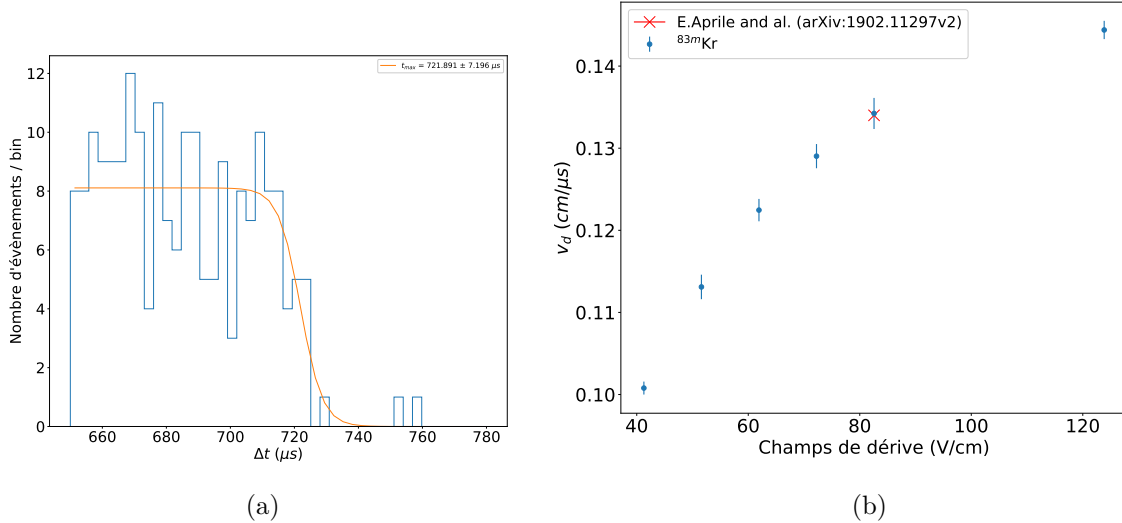 t_max = 721.891 ± 7.196 μs
Nombre d'évènements / bin
12
10
8
6
4
2
0
660 680 700 720 740 760 780
Δt (μs)
(a)
E.Aprile and al. (arXiv:1902.11297v2)
⁸³ᵐKr
v_d (cm/μs)
0.14
0.13
0.12
0.11
0.10
40 60 80 100 120
Champs de dérive (V/cm)
(b)